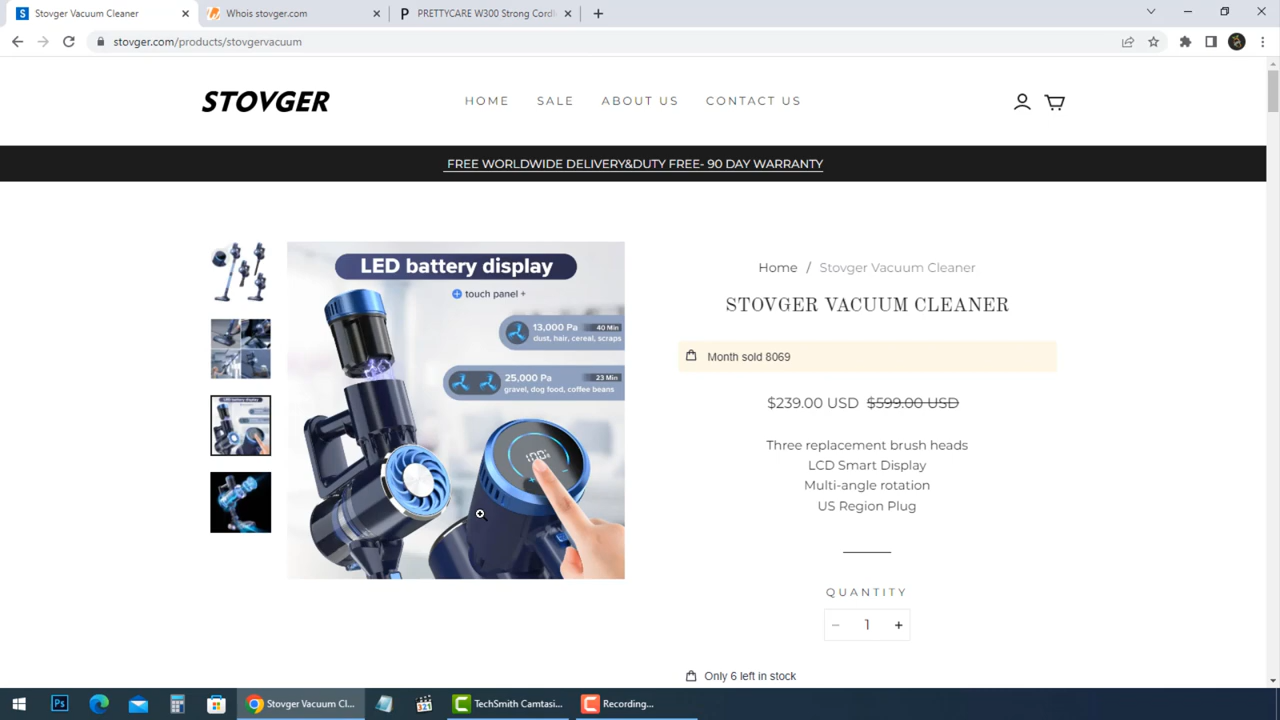 Stovger Vacuum Cleaner
Whois stovger.com
PRETTYCARE W300 Strong Cord
stovger.com/products/stovgervacuum
STOVGER
HOME SALE ABOUT US CONTACT US
FREE WORLDWIDE DELIVERY&DUTY FREE- 90 DAY WARRANTY
LED battery display
touch panel +
13,000 Pa 40 Min
dust, hair, cereal, scraps
25,000 Pa 23 Min
gravel, dog food, coffee beans
100
Home / Stovger Vacuum Cleaner
STOVGER VACUUM CLEANER
Month sold 8069
$239.00 USD $599.00 USD
Three replacement brush heads
LCD Smart Display
Multi-angle rotation
US Region Plug
QUANTITY
− 1 +
Only 6 left in stock
Stovger Vacuum Cl...
TechSmith Camtasi...
Recording...